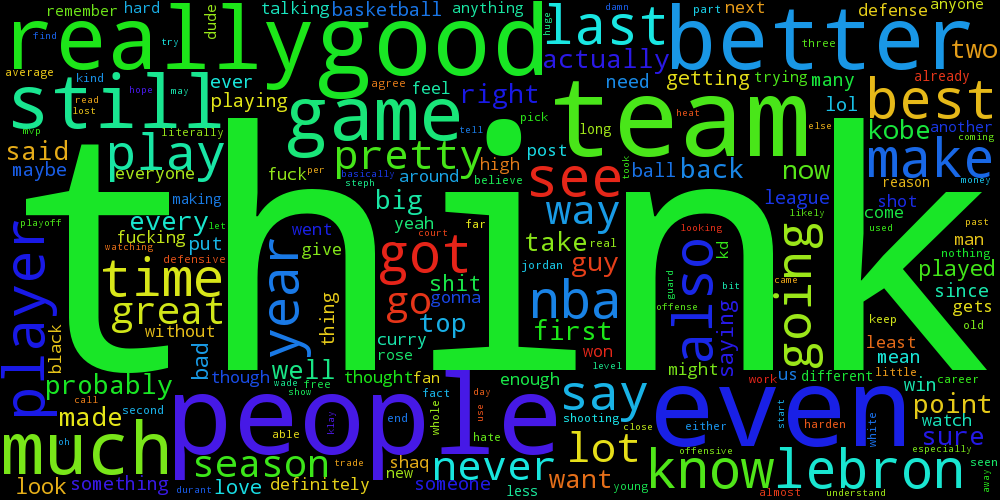 remember hard dude talking basketball anything huge damn part next defense anyone
really good last better two
find try actually three
average kind ever agree feel need getting trying many already
still playing game right team lol best
read hope may lost pick long heat else another coming
mvp literally tell kobe
said play pretty high post ball back now make
maybe everyone fuck per around believe see took reason money
basically steph
making big way league shot
every let yeah far likely come used past
playoff fucking put went court take real looking man nothing
player watching defensive give got guy also kd going played
time year jordan shit nba guard bit came since
great thing go gonna offense saying keep gets old
think
black without top first
bad curry rose won might least mean
well level little
probably though wade free thought fan enough work us different win career
show
call second people fact day say even start point
made whole use shooting either harden watch
oh able klay end hate close white sure
much season shaq never lot know offensive lebron especially seen
trade new want
look something durant love definitely someone less young almost understand away